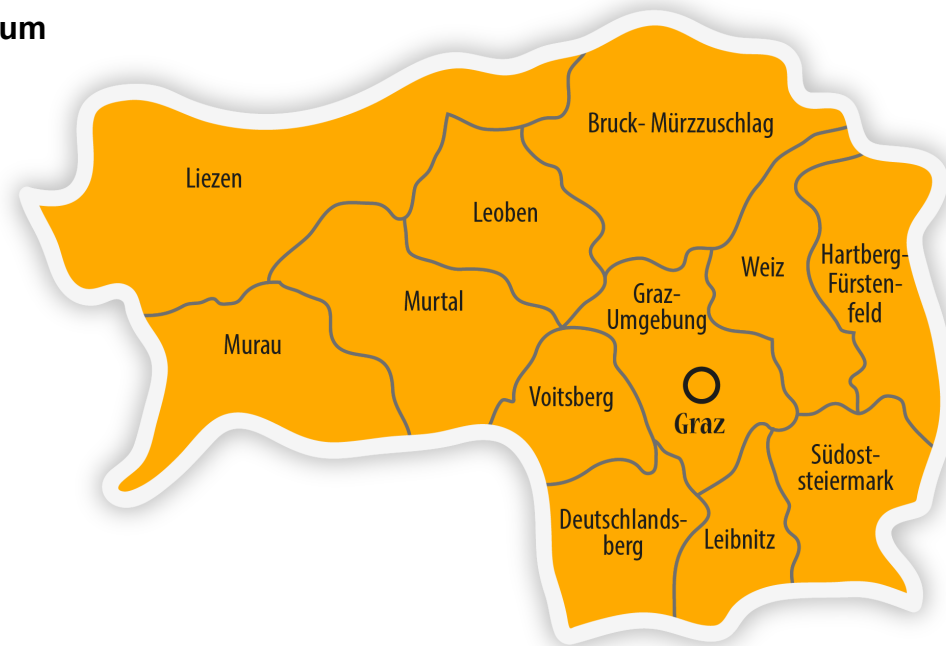 um
Bruck- Mürzzuschlag
Liezen
Leoben
Hartberg-
Fürsten-
feld
Weiz
Graz-
Umgebung
Murtal
Murau
Voitsberg
Graz
Südost-
steiermark
Deutschlands-
berg
Leibnitz